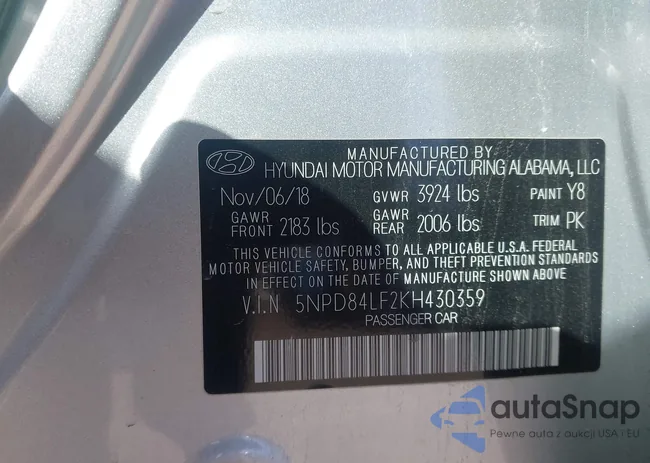 MANUFACTURED BY
HYUNDAI MOTOR MANUFACTURING ALABAMA, LLC
Nov/06/18 GVWR 3924 lbs PAINT Y8
GAWR FRONT 2183 lbs GAWR REAR 2006 lbs TRIM PK
THIS VEHICLE CONFORMS TO ALL APPLICABLE U.S.A. FEDERAL
MOTOR VEHICLE SAFETY, BUMPER, AND THEFT PREVENTION STANDARDS
IN EFFECT ON THE DATE OF MANUFACTURE SHOWN ABOVE.
V.I.N 5NPD84LF2KH430359
PASSENGER CAR
autoSnap
Pewne auta z aukcji USA i EU